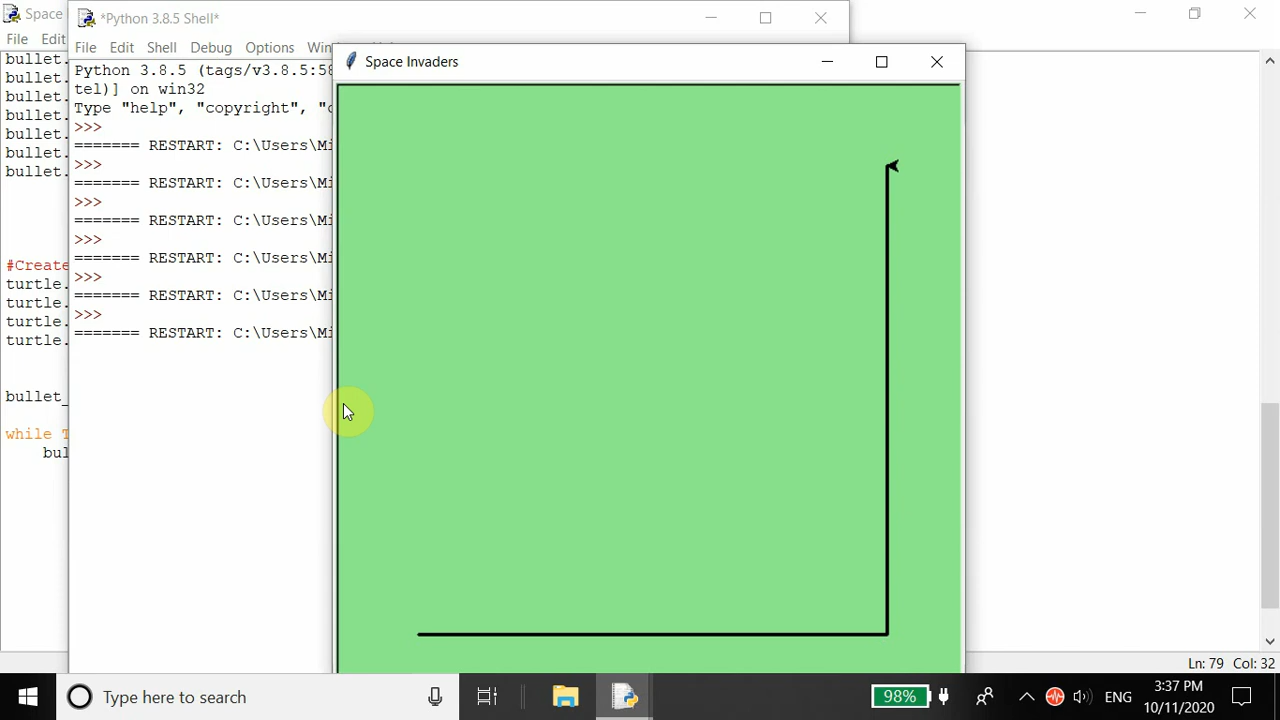 Space
*Python 3.8.5 Shell*
File Edit
File Edit Shell Debug Options
Space Invaders
bullet.
bullet.
bullet.
bullet.
bullet.
bullet.
bullet.
#Create
turtle.
turtle.
turtle.
turtle.
bullet_
while T
bul
Python 3.8.5 (tags/v3.8.5:58
tel)] on win32
Type "help", "copyright", "c
>>>
======= RESTART: C:\Users\Mi
>>>
======= RESTART: C:\Users\Mi
>>>
======= RESTART: C:\Users\Mi
>>>
======= RESTART: C:\Users\Mi
>>>
======= RESTART: C:\Users\Mi
>>>
======= RESTART: C:\Users\Mi
Ln: 79 Col: 32
Type here to search
98%
ENG
3:37 PM
10/11/2020